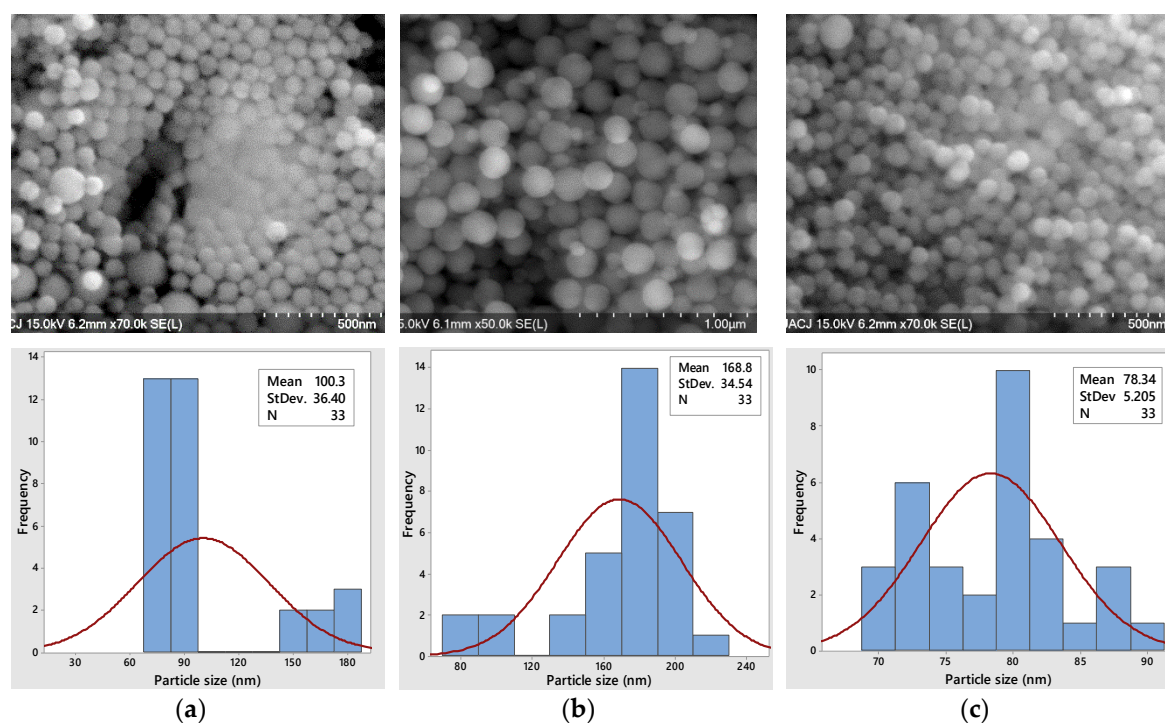 CJ 15.0kV 6.2mm x70.0k SE(L) 500nm
5.0kV 6.1mm x50.0k SE(L) 1.00µm
JACJ 15.0kV 6.2mm x70.0k SE(L) 500nm
14
12
10
8
6
4
2
0
Frequency
Mean 100.3
StDev. 36.40
N 33
30 60 90 120 150 180
Particle size (nm)
(a)
14
12
10
8
6
4
2
0
Frequency
Mean 168.8
StDev. 34.54
N 33
80 120 160 200 240
Particle size (nm)
(b)
10
8
6
4
2
0
Frequency
Mean 78.34
StDev 5.205
N 33
70 75 80 85 90
Particle size (nm)
(c)